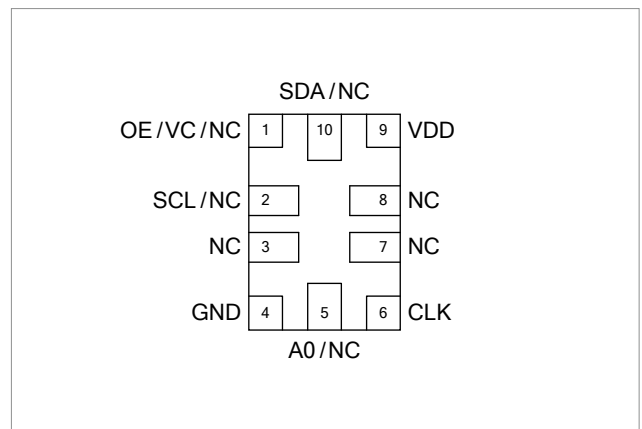 SDA/NC
OE/VC/NC 1 10 9 VDD
SCL/NC 2 8 NC
NC 3 7 NC
GND 4 5 6 CLK
A0/NC